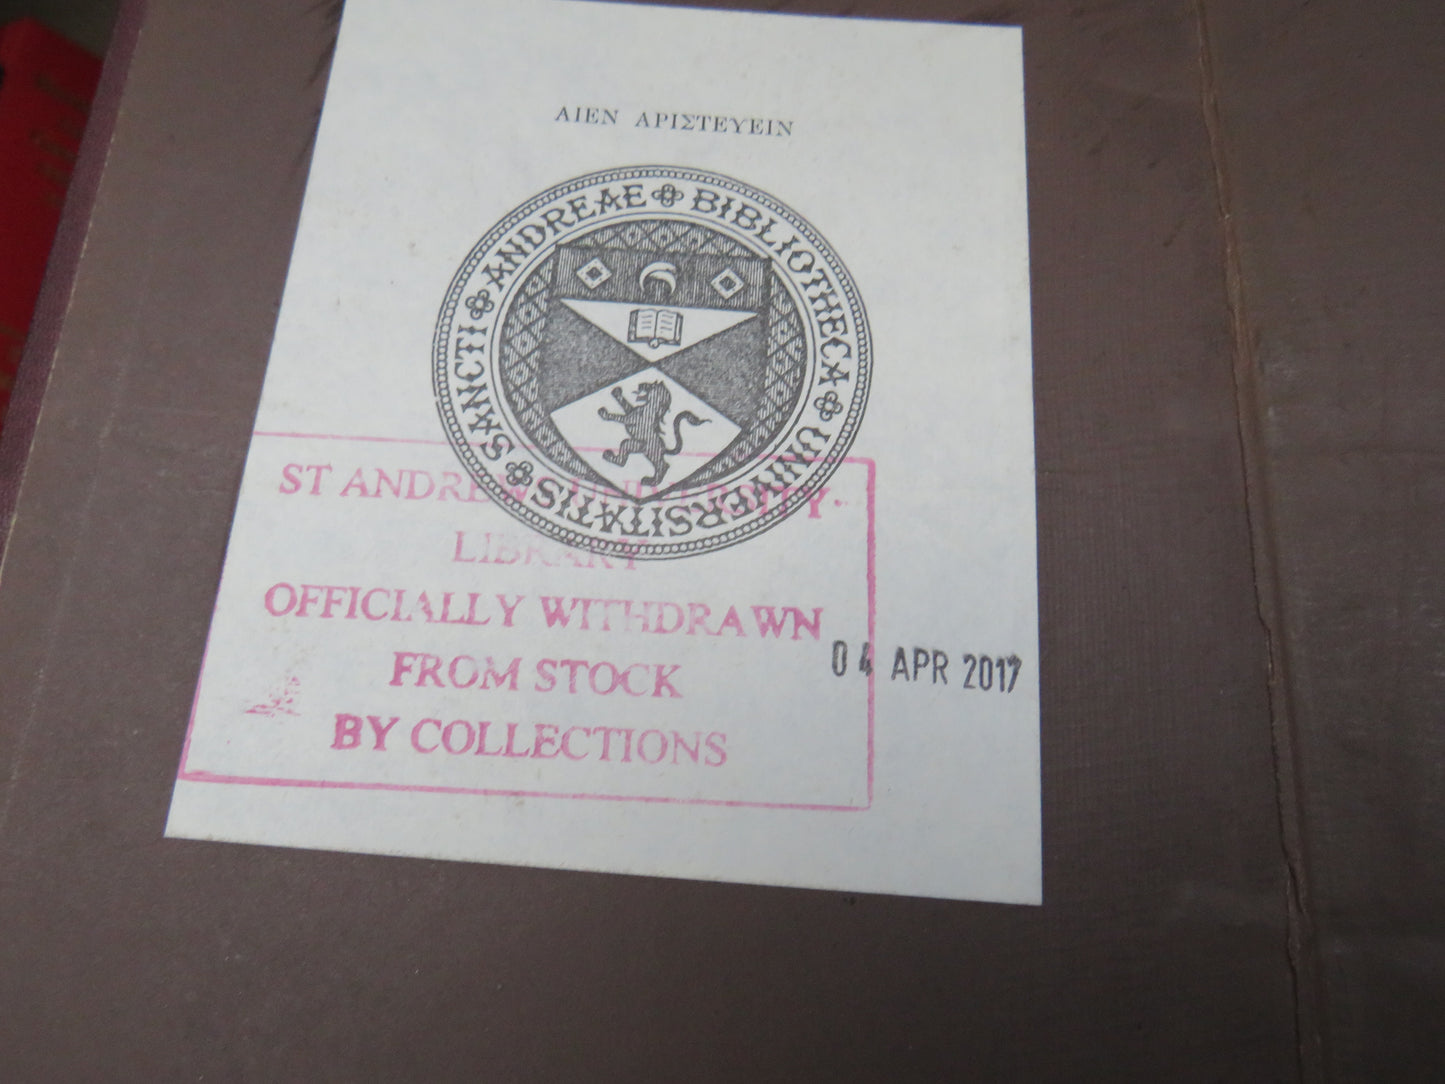 ΑΙΕΝ ΑΡΙΣΤΕΥΕΙΝ
BIBLIOTHECA UNIVERSITATIS SANCTI ANDREAE
ST ANDREWS UNIVERSITY
LIBRARY
OFFICIALLY WITHDRAWN
FROM STOCK
BY COLLECTIONS
04 APR 2017